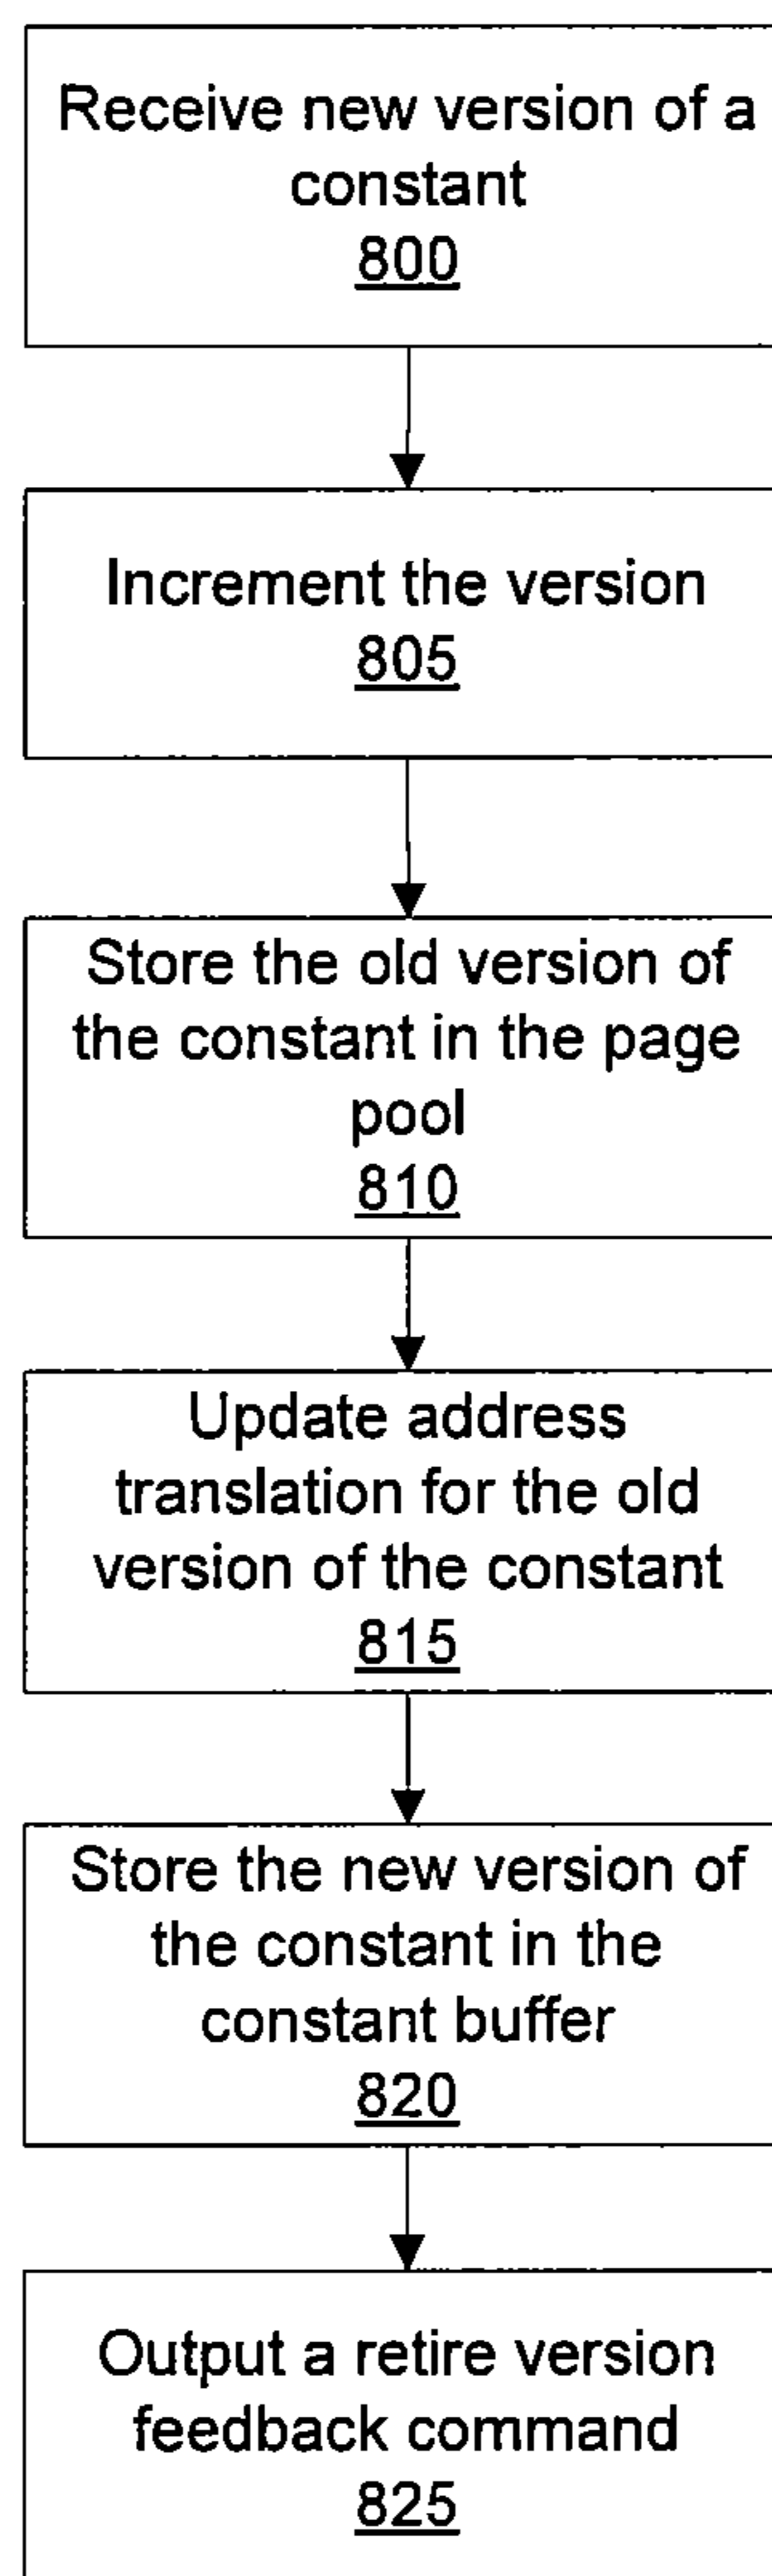 Receive new version of a
constant
800
Increment the version
805
Store the old version of
the constant in the page
pool
810
Update address
translation for the old
version of the constant
815
Store the new version of
the constant in the
constant buffer
820
Output a retire version
feedback command
825